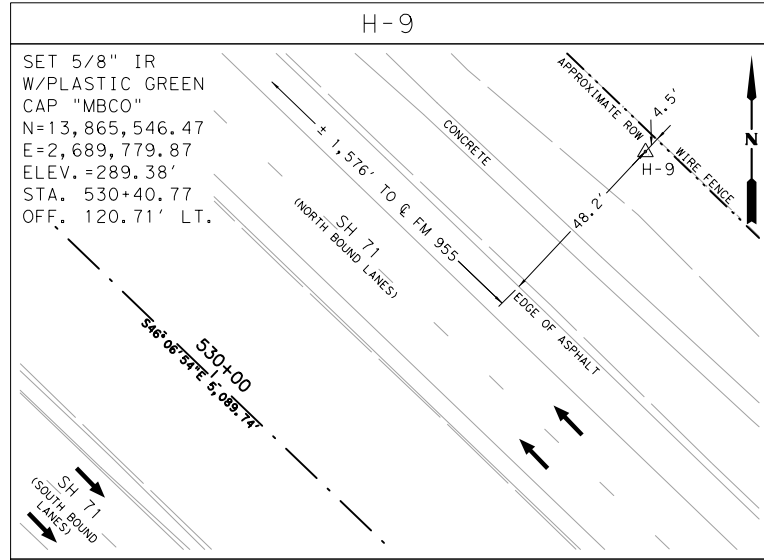 H-9
SET 5/8" IR
W/PLASTIC GREEN
CAP "MBCO"
N=13,865,546.47
E=2,689,779.87
ELEV.=289.38'
STA. 530+40.77
OFF. 120.71' LT.
± 1,576' TO ℄ FM 955
CONCRETE
APPROXIMATE ROW
4.5'
WIRE FENCE
H-9
48.2'
N
SH 71
(NORTH BOUND
LANES)
EDGE OF ASPHALT
530+00
S46°06'54"E 5,089.74'
SH 71
(SOUTH BOUND
LANES)